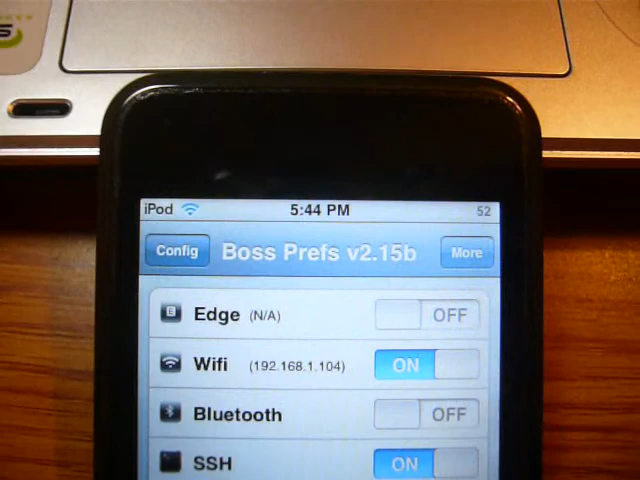 iPod 5:44 PM 52
Config Boss Prefs v2.15b More
Edge (N/A) OFF
Wifi (192.168.1.104) ON
Bluetooth OFF
SSH ON